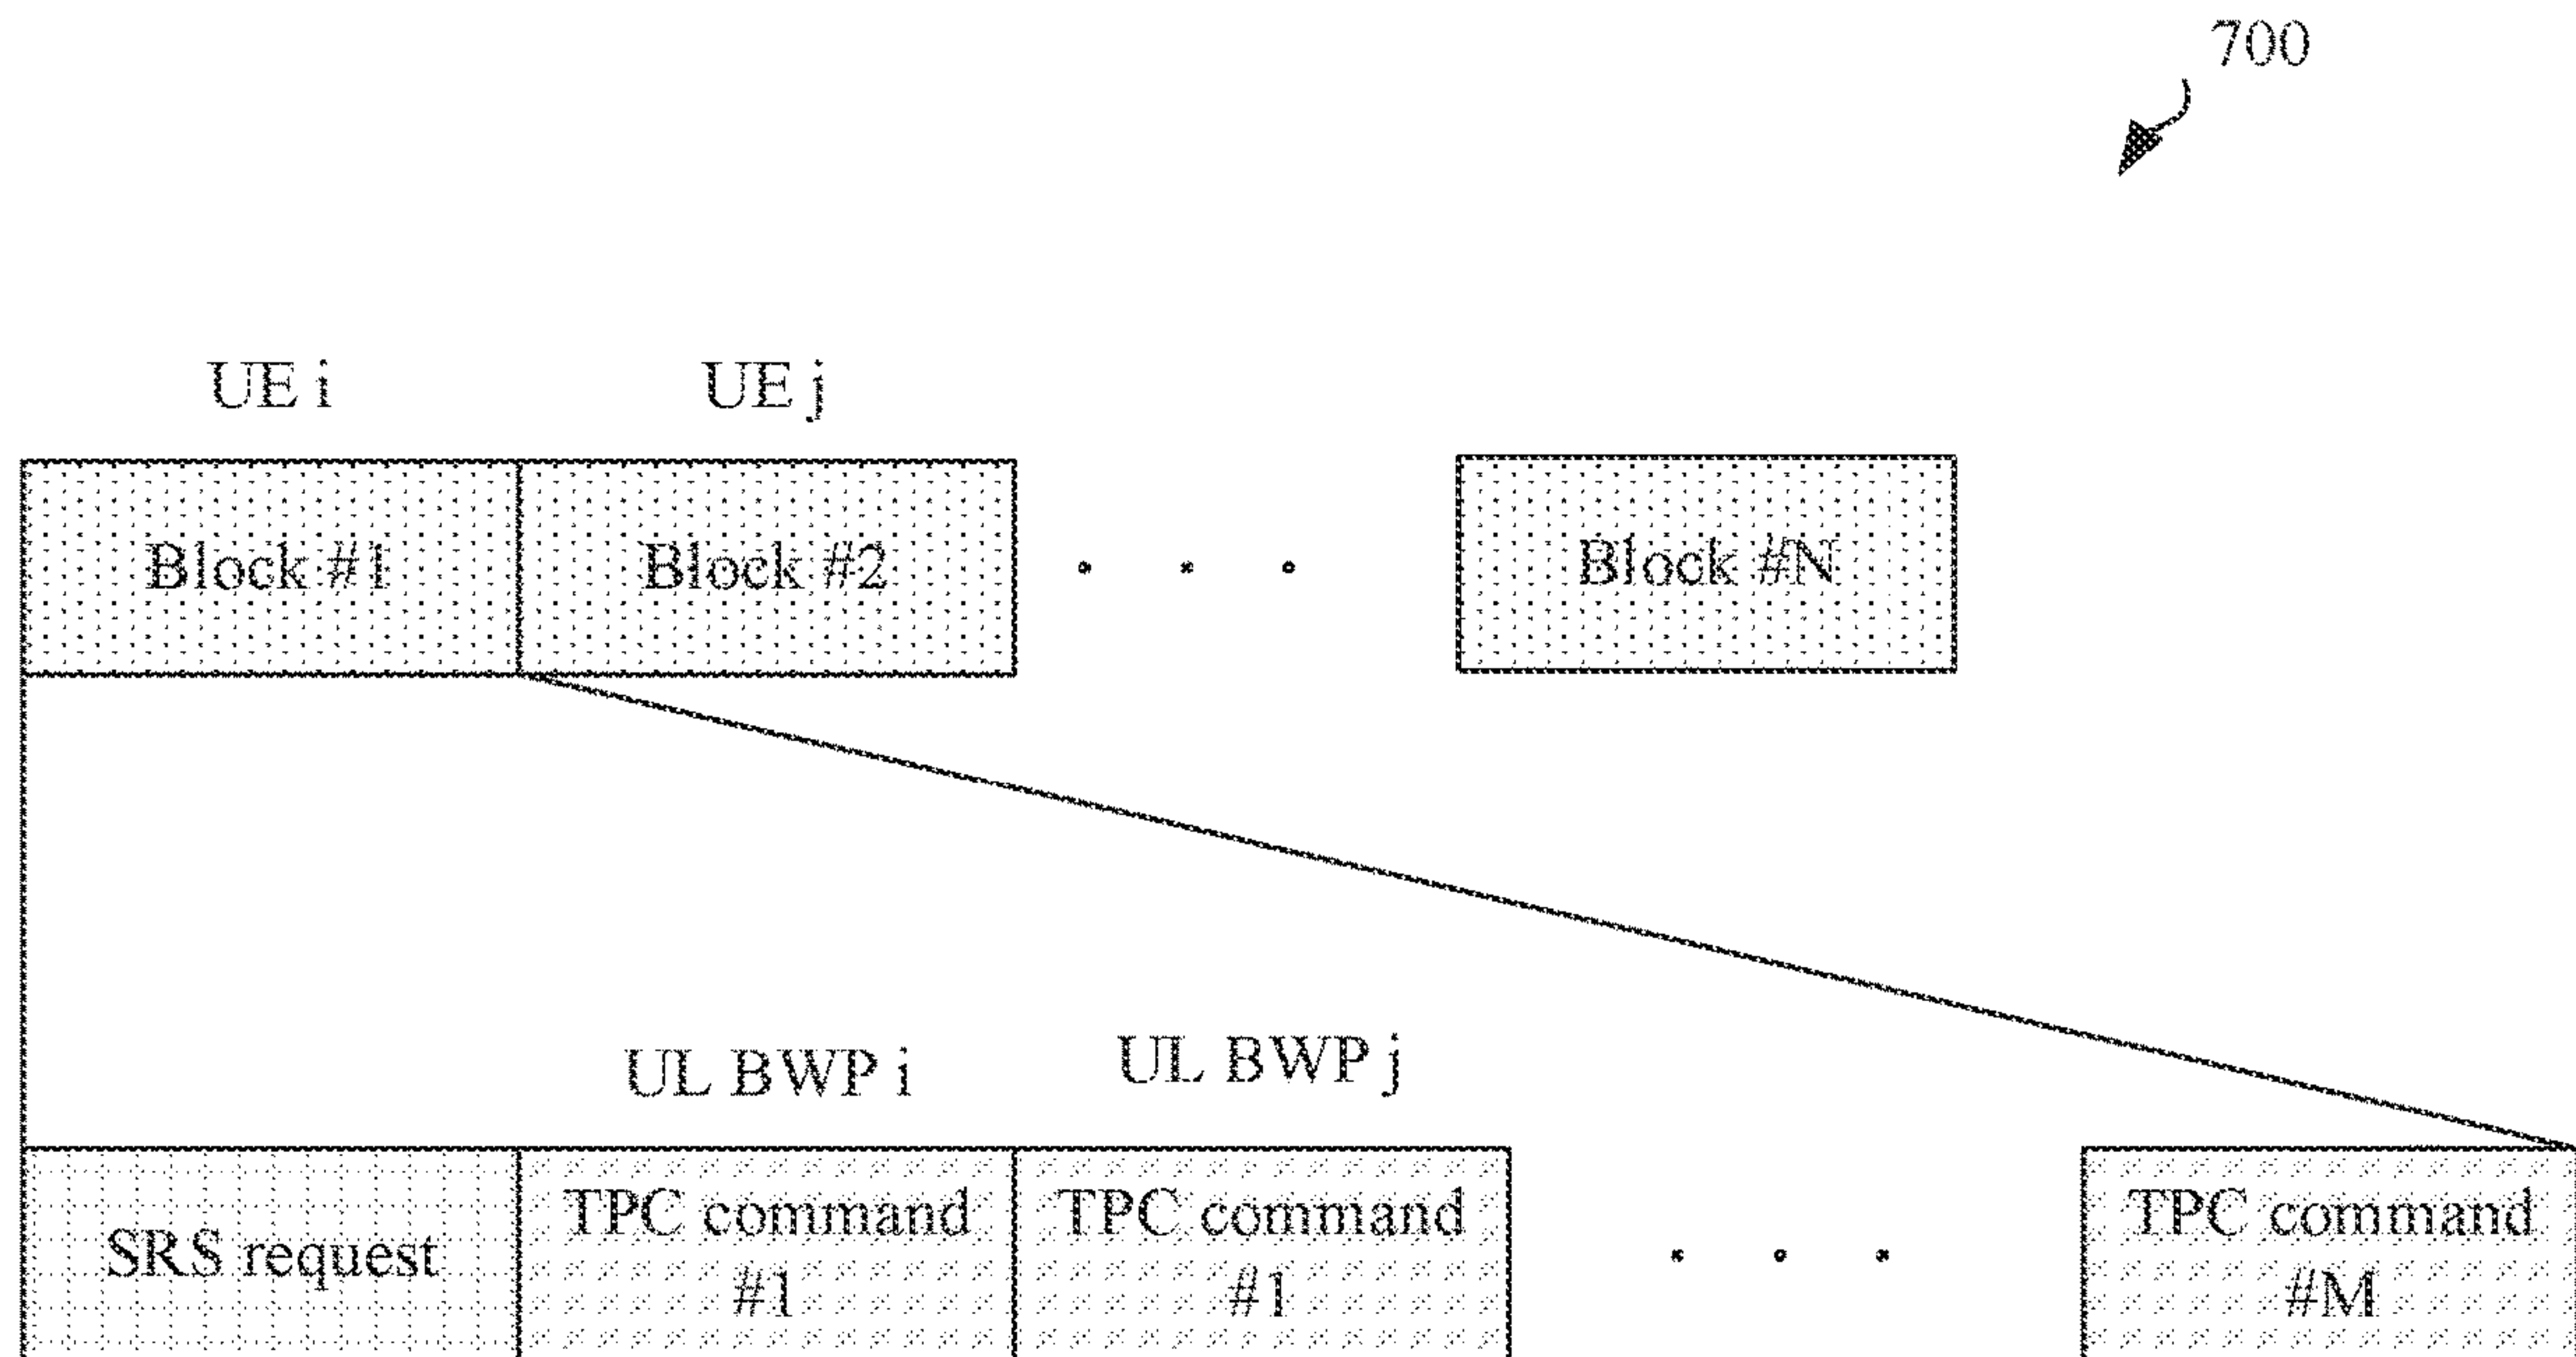 700
UE i
UE j
Block #1
Block #2
Block #N
UL BWP i
UL BWP j
SRS request
TPC command
#1
TPC command
#1
TPC command
#M